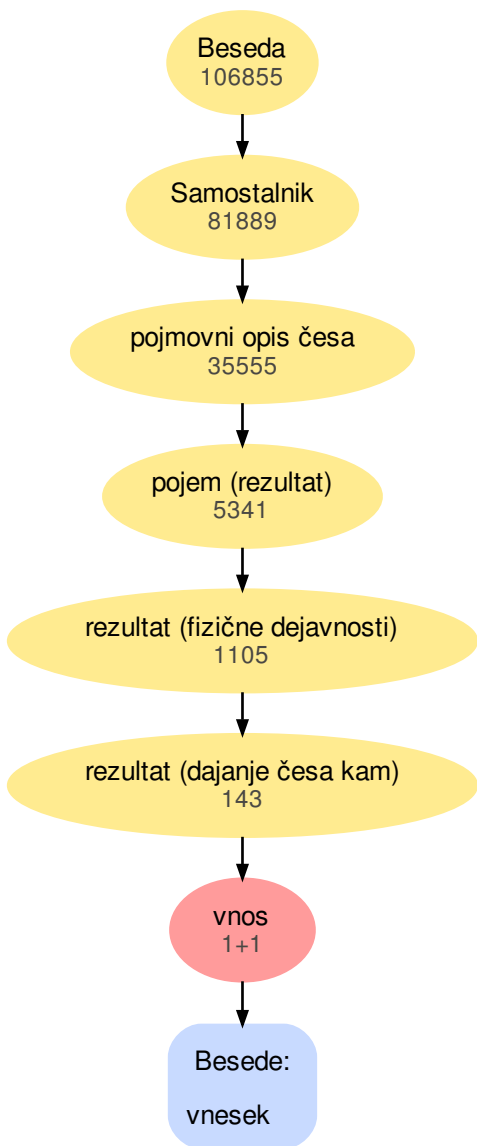 Beseda
106855
Samostalnik
81889
pojmovni opis česa
35555
pojem (rezultat)
5341
rezultat (fizične dejavnosti)
1105
rezultat (dajanje česa kam)
143
vnos
1+1
Besede:
vnesek